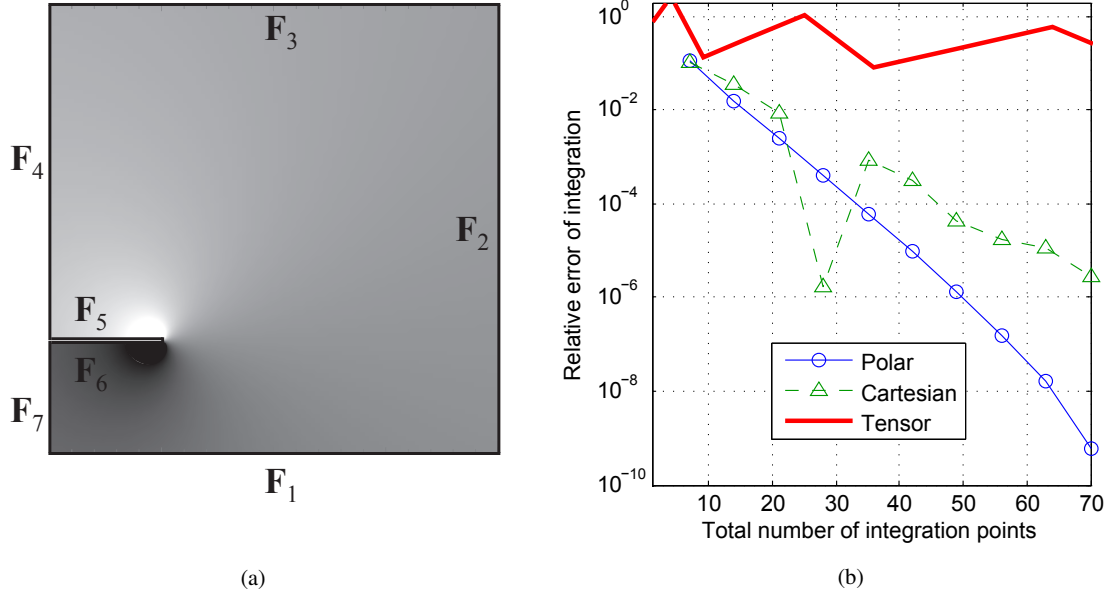 F3
F4
F2
F5
F6
F7
F1
(a)
Relative error of integration
10^0
10^−2
10^−4
10^−6
10^−8
10^−10
10 20 30 40 50 60 70
Total number of integration points
Polar
Cartesian
Tensor
(b)